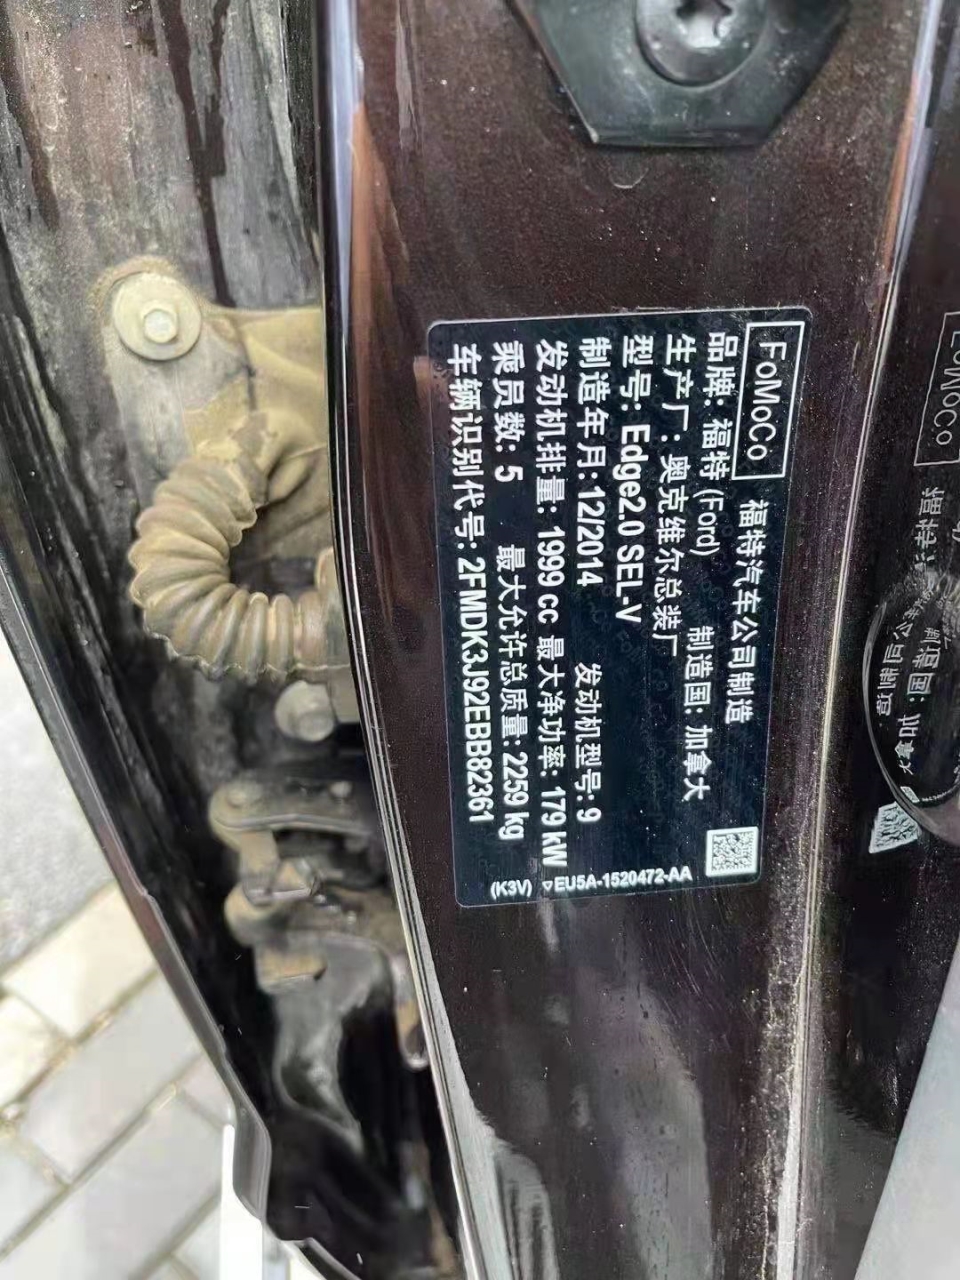 FoMoCo 福特汽车公司制造
品牌: 福特 (Ford) 制造国: 加拿大
生产厂: 奥克维尔总装厂
型号: Edge2.0 SEL-V
制造年月:12/2014 发动机型号:9
发动机排量: 1999 cc 最大净功率: 179 kW
乘员数: 5 最大允许总质量: 2259 kg
车辆识别代号: 2FMDK3J92EBB82361
(K3V) ▽EU5A-1520472-AA